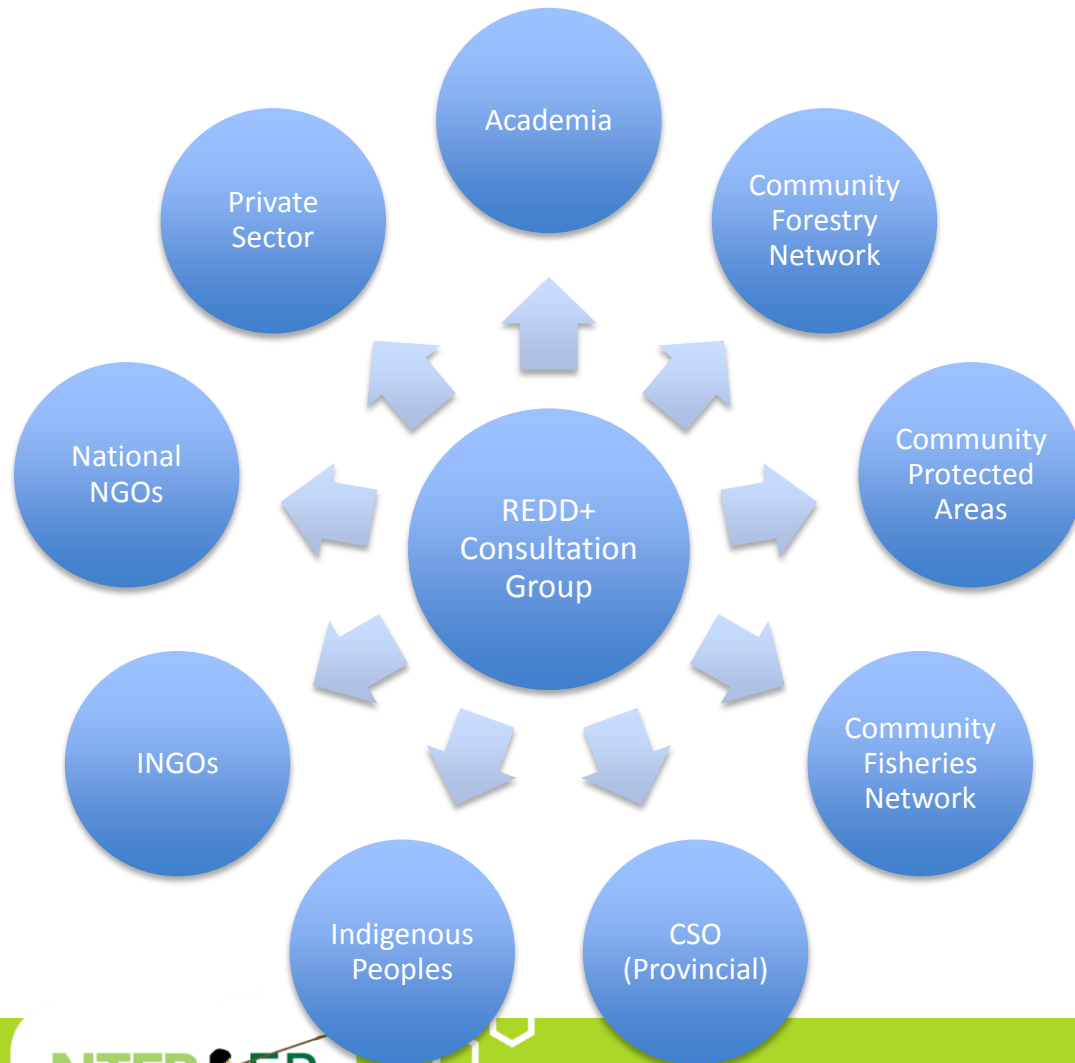 Academia
Community
Forestry
Network
Community
Protected
Areas
Community
Fisheries
Network
CSO
(Provincial)
Indigenous
Peoples
INGOs
National
NGOs
Private
Sector
REDD+
Consultation
Group